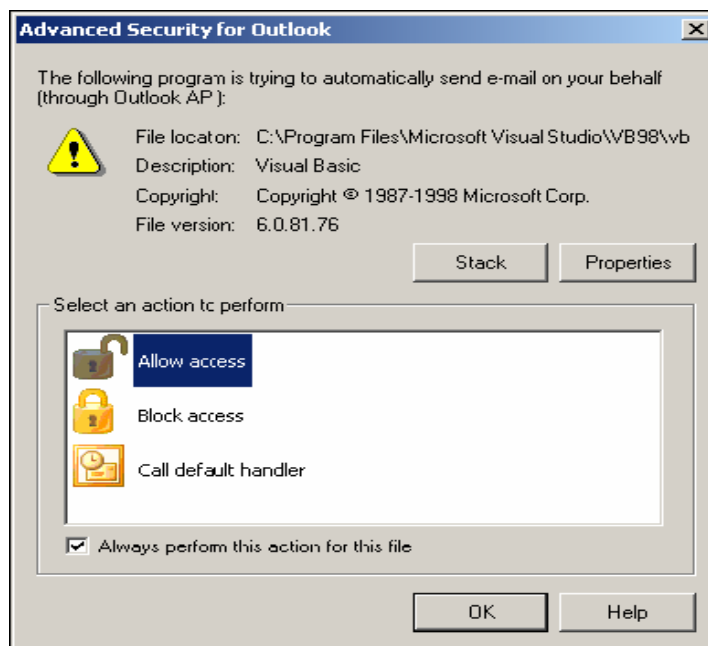 Advanced Security for Outlook
The following program is trying to automatically send e-mail on your behalf
(through Outlook AP ):
File locaton: C:\Program Files\Microsoft Visual Studio\VB98\vb
Description: Visual Basic
Copyright: Copyright © 1987-1998 Microsoft Corp.
File version: 6.0.81.76
Stack Properties
Select an action to perform
Allow access
Block access
Call default handler
Always perform this action for this file
OK Help